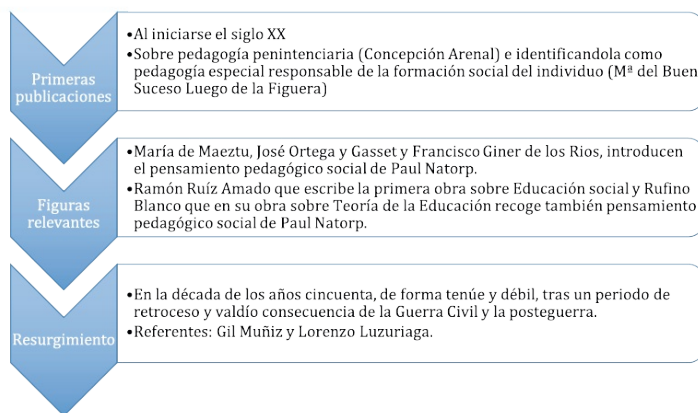 Primeras
publicaciones
•Al iniciarse el siglo XX
•Sobre pedagogía penintenciaria (Concepción Arenal) e identificandola como
pedagogía especial responsable de la formación social del individuo (Mª del Buen
Suceso Luego de la Figuera)
Figuras
relevantes
•María de Maeztu, José Ortega y Gasset y Francisco Giner de los Rios, introducen
el pensamiento pedagógico social de Paul Natorp.
•Ramón Ruíz Amado que escribe la primera obra sobre Educación social y Rufino
Blanco que en su obra sobre Teoría de la Educación recoge también pensamiento
pedagógico social de Paul Natorp.
Resurgimiento
•En la década de los años cincuenta, de forma tenúe y débil, tras un periodo de
retroceso y valdío consecuencia de la Guerra Civil y la posteguerra.
•Referentes: Gil Muñiz y Lorenzo Luzuriaga.